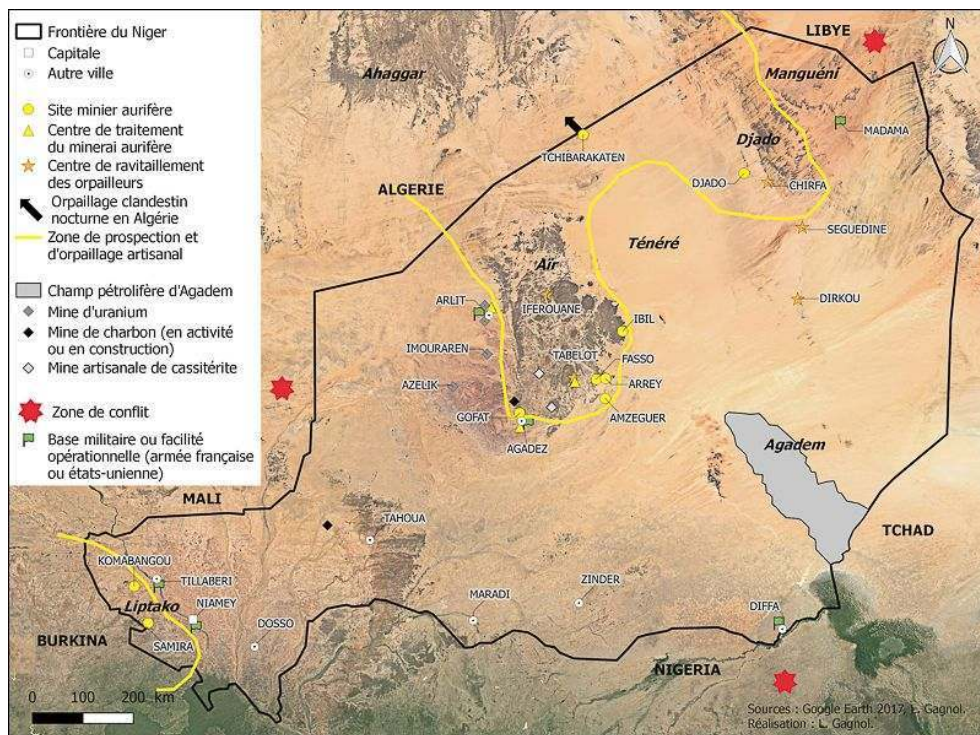 Frontière du Niger
Capitale
Autre ville
Site minier aurifère
Centre de traitement
du minerai aurifère
Centre de ravitaillement
des orpailleurs
Orpaillage clandestin
nocturne en Algérie
Zone de prospection et
d'orpaillage artisanal
Champ pétrolifère d'Agadem
Mine d'uranium
Mine de charbon (en activité
ou en construction)
Mine artisanale de cassitérite
Zone de conflit
Base militaire ou facilité
opérationnelle (armée française
ou états-unienne)
LIBYE
N
Ahaggar
Mangueni
MADAMA
TCHIBARAKATEN
Djado
ALGERIE
DJADO
CHIRFA
SEGUEDINE
Ténéré
Aïr
DIRKOU
ARLIT
IFEROUANE
IBIL
IMOURAREN
TABELOT
FASSO
AZELIK
ARREY
GOFAT
AMZEGUER
AGADEZ
Agadem
MALI
TCHAD
TAHOUA
KOMABANGOU
TILLABERI
Liptako
NIAMEY
MARADI
ZINDER
DIFFA
BURKINA
SAMIRA
DOSSO
NIGERIA
0 100 200 km
Sources : Google Earth 2017, L. Gagnol.
Réalisation : L. Gagnol.